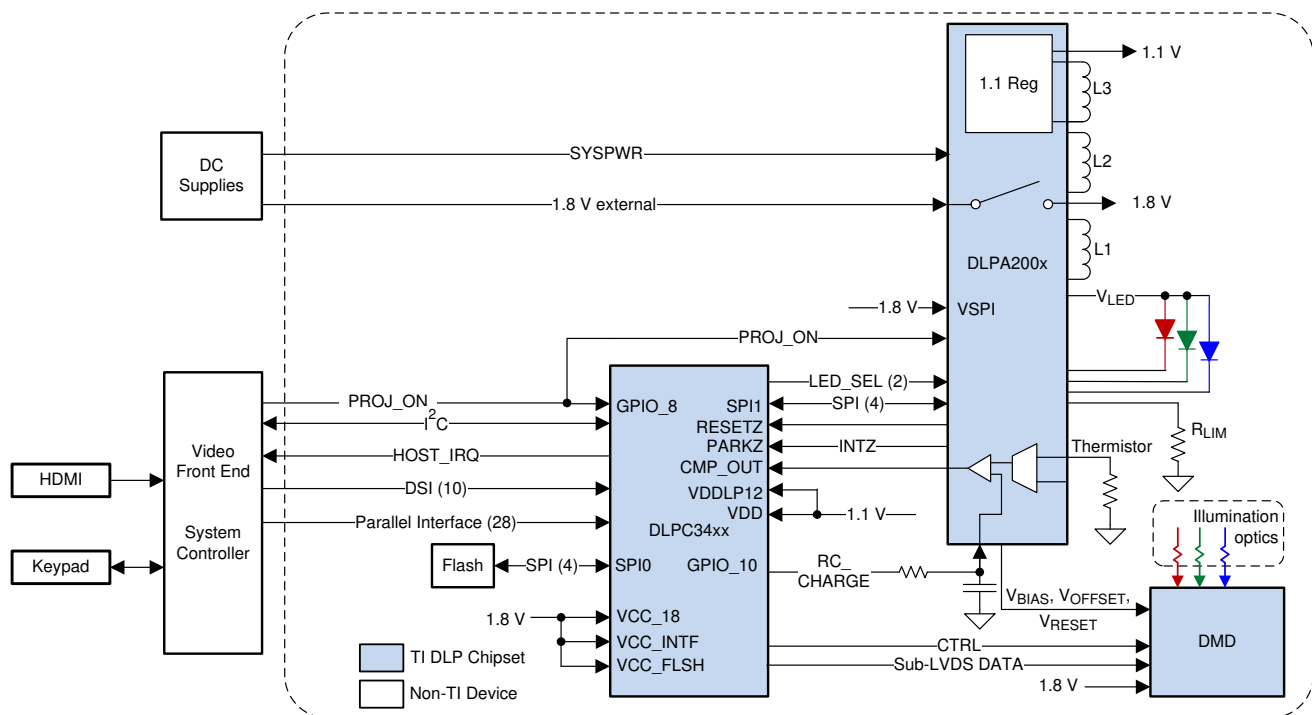 1.1 Reg
1.1 V
L3
DC
Supplies
SYSPWR
L2
1.8 V external
1.8 V
L1
DLPA200x
VLED
1.8 V
VSPI
PROJ_ON
LED_SEL (2)
PROJ_ON
GPIO_8
SPI1
SPI (4)
I2C
RESETZ
RLIM
Video
Front End
PARKZ
INTZ
Thermistor
HOST_IRQ
CMP_OUT
HDMI
DSI (10)
VDDLP12
VDD
1.1 V
Parallel Interface (28)
DLPC34xx
System
Controller
Illumination
optics
Keypad
Flash
SPI (4)
SPI0
GPIO_10
RC_
CHARGE
VBIAS, VOFFSET,
VRESET
1.8 V
VCC_18
VCC_INTF
VCC_FLSH
CTRL
Sub-LVDS DATA
DMD
1.8 V
TI DLP Chipset
Non-TI Device